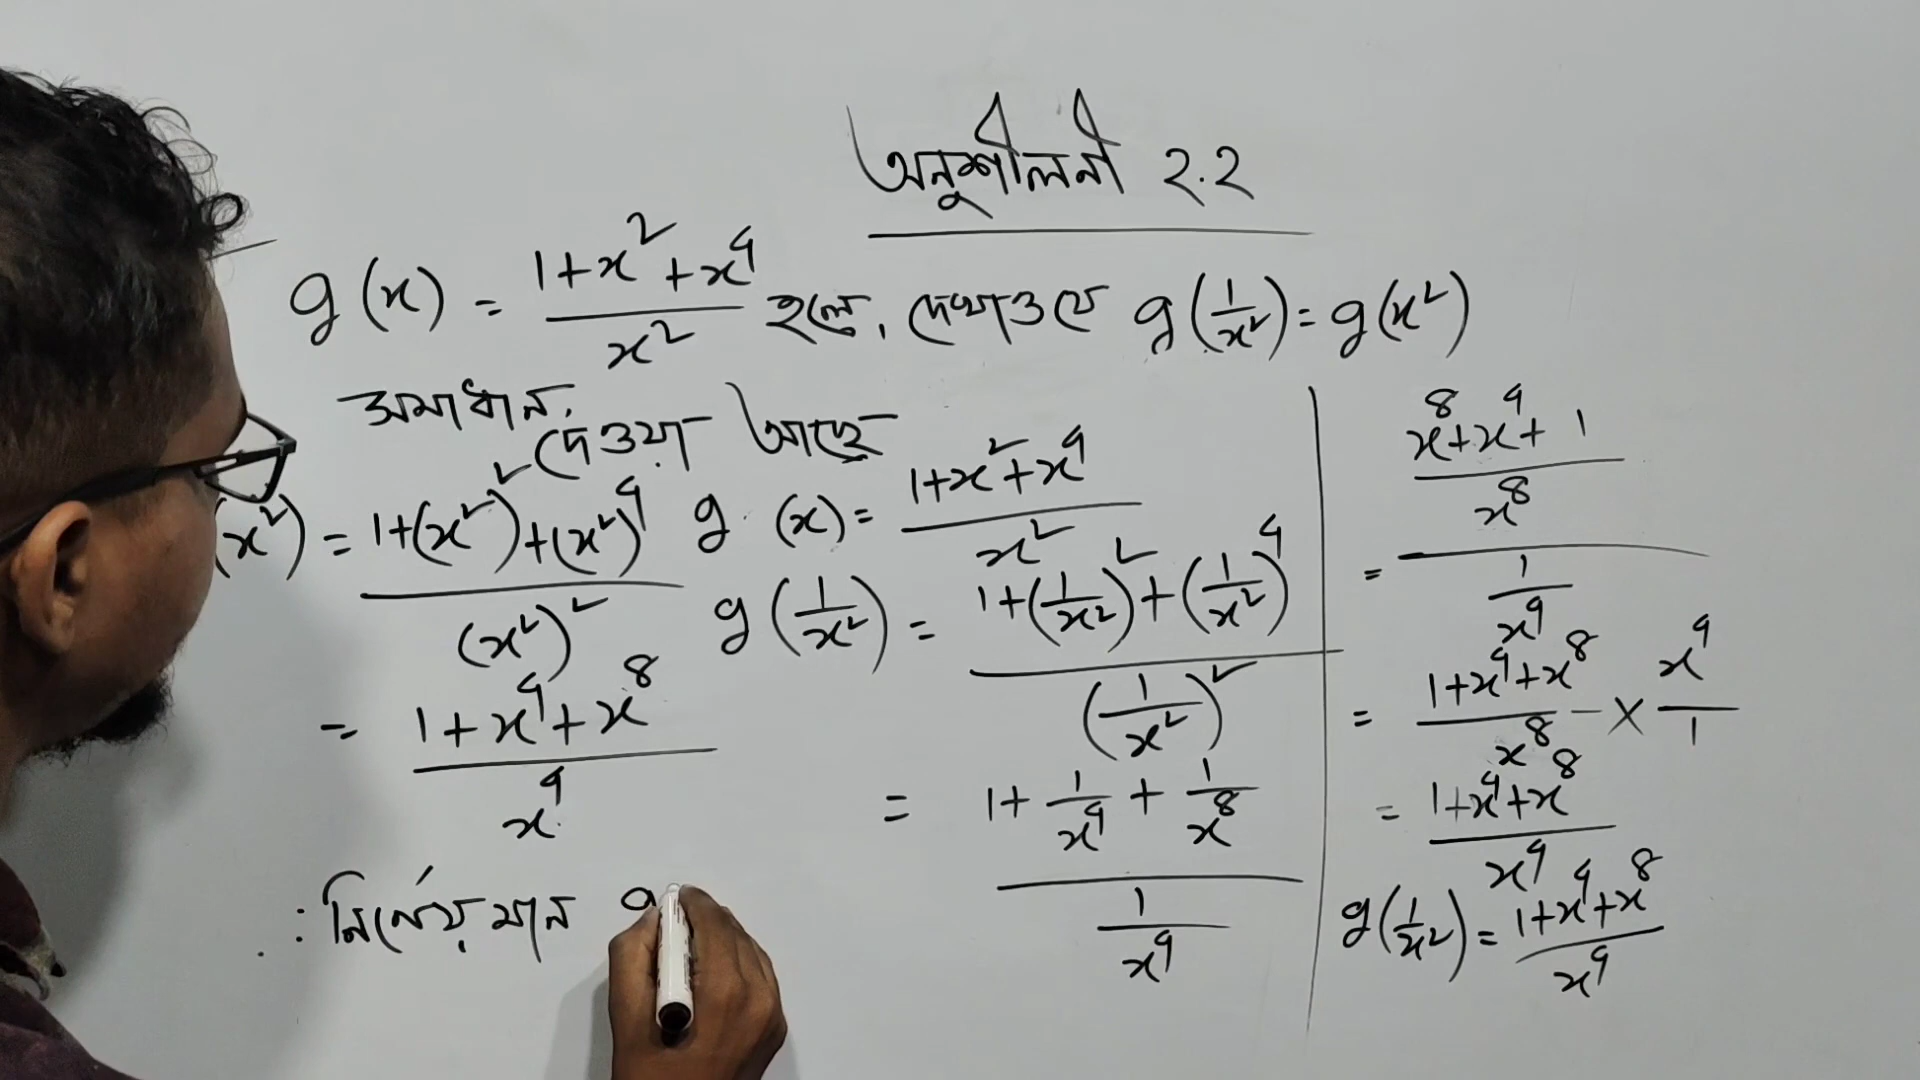 অনুশীলনী ২.২
g(x) = (1+x²+x⁴)/x² হলে, দেখাও যে g(1/x²) = g(x²)
সমাধান,
দেওয়া আছে
g (x) = (1+x²+x⁴)/x²
g(1/x²) = (1+(1/x²)²+(1/x²)⁴)/(1/x²)²
= (1+1/x⁴+1/x⁸)/(1/x⁴)
= ((x⁸+x⁴+1)/x⁸)/(1/x⁴)
= (1+x⁴+x⁸)/x⁸ × x⁴/1
= (1+x⁴+x⁸)/x⁴
g(1/x²) = (1+x⁴+x⁸)/x⁴
(x²) = (1+(x²)²+(x²)⁴)/(x²)²
= (1+x⁴+x⁸)/x⁴
∴ নির্ণেয় মান g